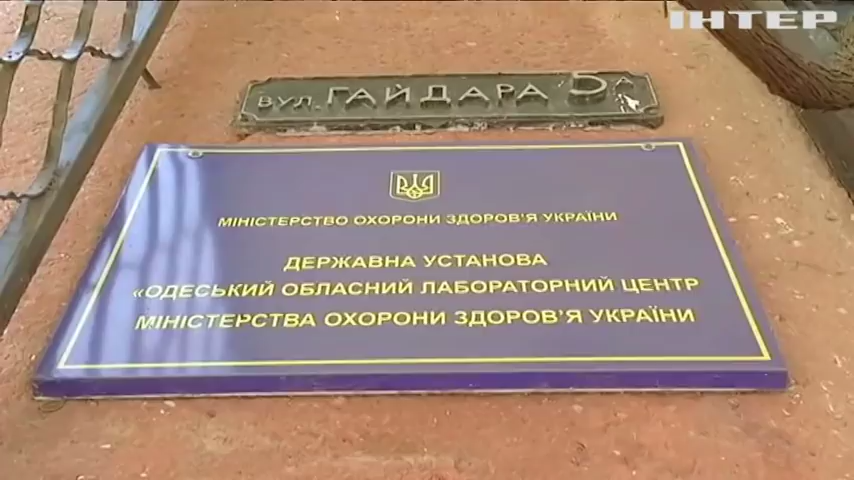 ІНТЕР
ВУЛ. ГАЙДАРА 5А
МІНІСТЕРСТВО ОХОРОНИ ЗДОРОВ'Я УКРАЇНИ
ДЕРЖАВНА УСТАНОВА
«ОДЕСЬКИЙ ОБЛАСНИЙ ЛАБОРАТОРНИЙ ЦЕНТР
МІНІСТЕРСТВА ОХОРОНИ ЗДОРОВ'Я УКРАЇНИ